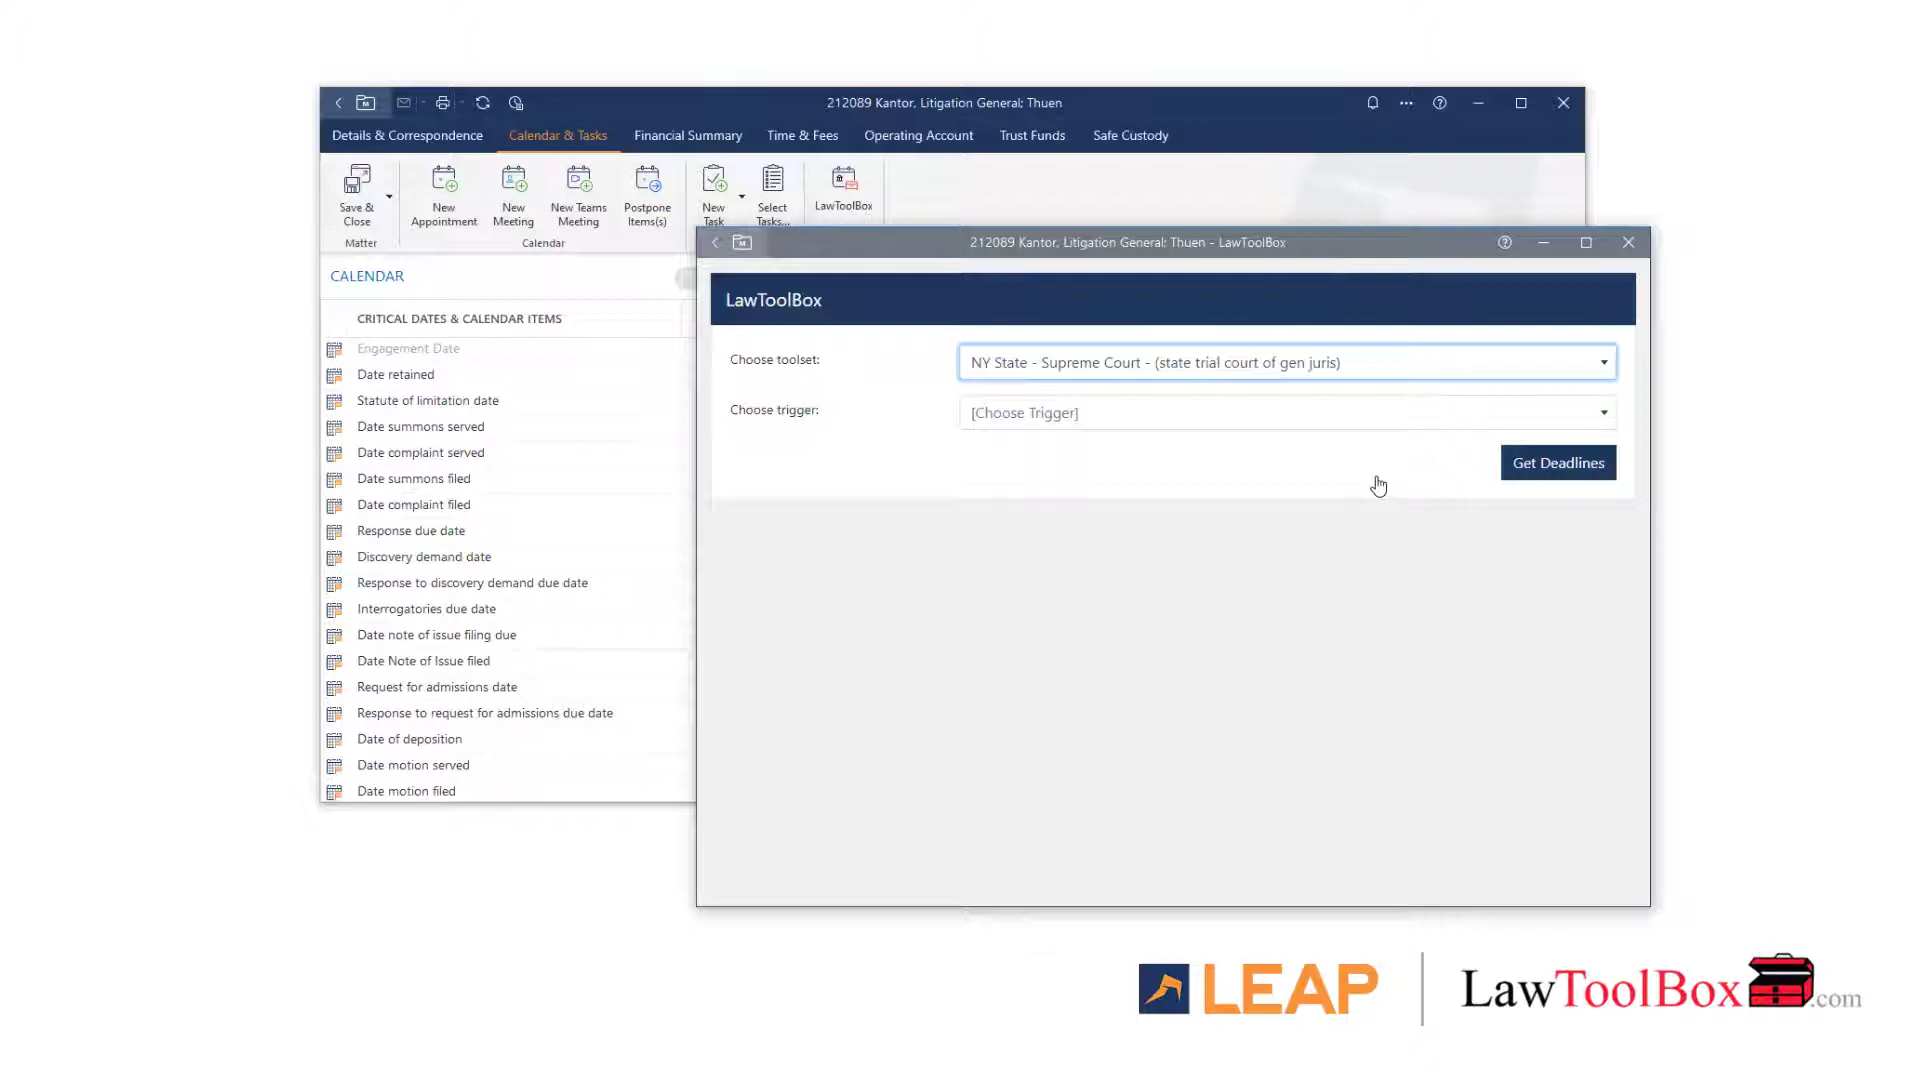 212089 Kantor, Litigation General; Thuen
Details & Correspondence Calendar & Tasks Financial Summary Time & Fees Operating Account Trust Funds Safe Custody
Save & Close
New Appointment
New Meeting
New Teams Meeting
Postpone Items(s)
New Task
Select Tasks...
LawToolBox
Matter
Calendar
CALENDAR
CRITICAL DATES & CALENDAR ITEMS
Engagement Date
Date retained
Statute of limitation date
Date summons served
Date complaint served
Date summons filed
Date complaint filed
Response due date
Discovery demand date
Response to discovery demand due date
Interrogatories due date
Date note of issue filing due
Date Note of Issue filed
Request for admissions date
Response to request for admissions due date
Date of deposition
Date motion served
Date motion filed
212089 Kantor, Litigation General; Thuen - LawToolBox
LawToolBox
Choose toolset: NY State - Supreme Court - (state trial court of gen juris)
Choose trigger: [Choose Trigger]
Get Deadlines
LEAP
LawToolBox.com